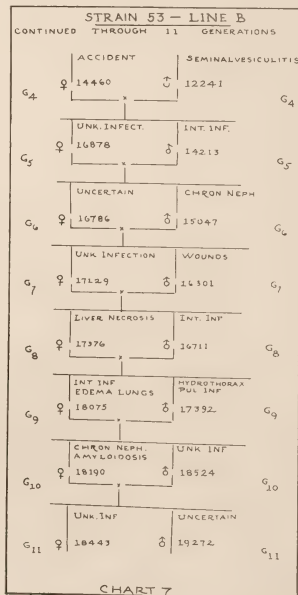 STRAIN 53 — LINE B
CONTINUED THROUGH 11 GENERATIONS
ACCIDENT SEMINALVESICULITIS
G4 ♀ 14460 ♂ 12241 G4
x
UNK. INFECT. INT. INF.
G5 ♀ 16878 ♂ 14213 G5
x
UNCERTAIN CHRON NEPH
G6 ♀ 16786 ♂ 15047 G6
x
UNK INFECTION WOUNDS
G7 ♀ 17129 ♂ 16301 G7
x
LIVER NECROSIS INT. INF
G8 ♀ 17376 ♂ 16711 G8
x
INT INF HYDROTHORAX
EDEMA LUNGS PUL INF
G9 ♀ 18075 ♂ 17392 G9
x
CHRON NEPH. UNK INF
AMYLOIDOSIS
G10 ♀ 18190 ♂ 18524 G10
x
UNK. INF UNCERTAIN
G11 ♀ 18443 ♂ 19272 G11
CHART 7